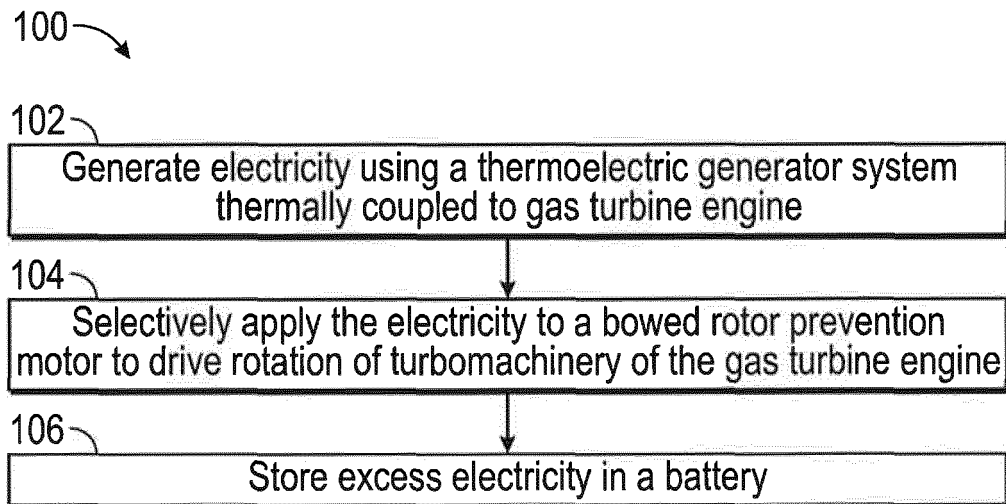 100
102
Generate electricity using a thermoelectric generator system
thermally coupled to gas turbine engine
104
Selectively apply the electricity to a bowed rotor prevention
motor to drive rotation of turbomachinery of the gas turbine engine
106
Store excess electricity in a battery